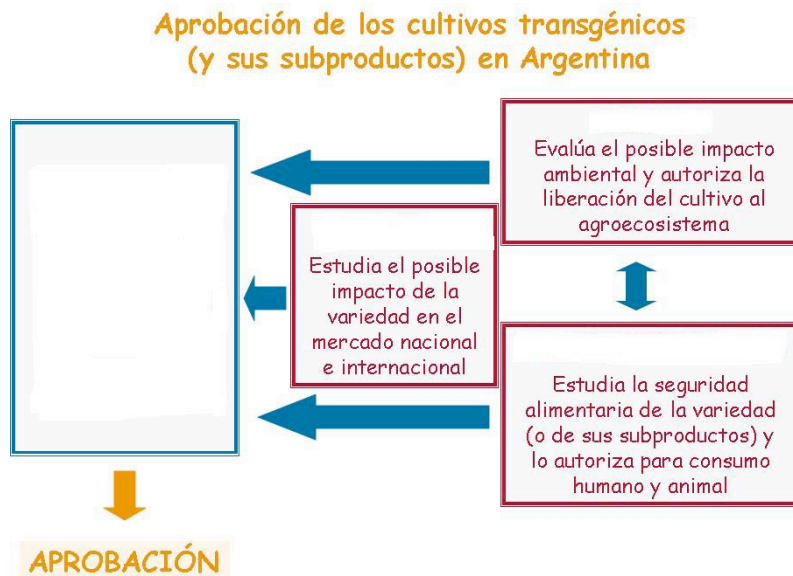 Aprobación de los cultivos transgénicos
(y sus subproductos) en Argentina
Evalúa el posible impacto
ambiental y autoriza la
liberación del cultivo al
agroecosistema
Estudia el posible
impacto de la
variedad en el
mercado nacional
e internacional
Estudia la seguridad
alimentaria de la variedad
(o de sus subproductos) y
lo autoriza para consumo
humano y animal
APROBACIÓN